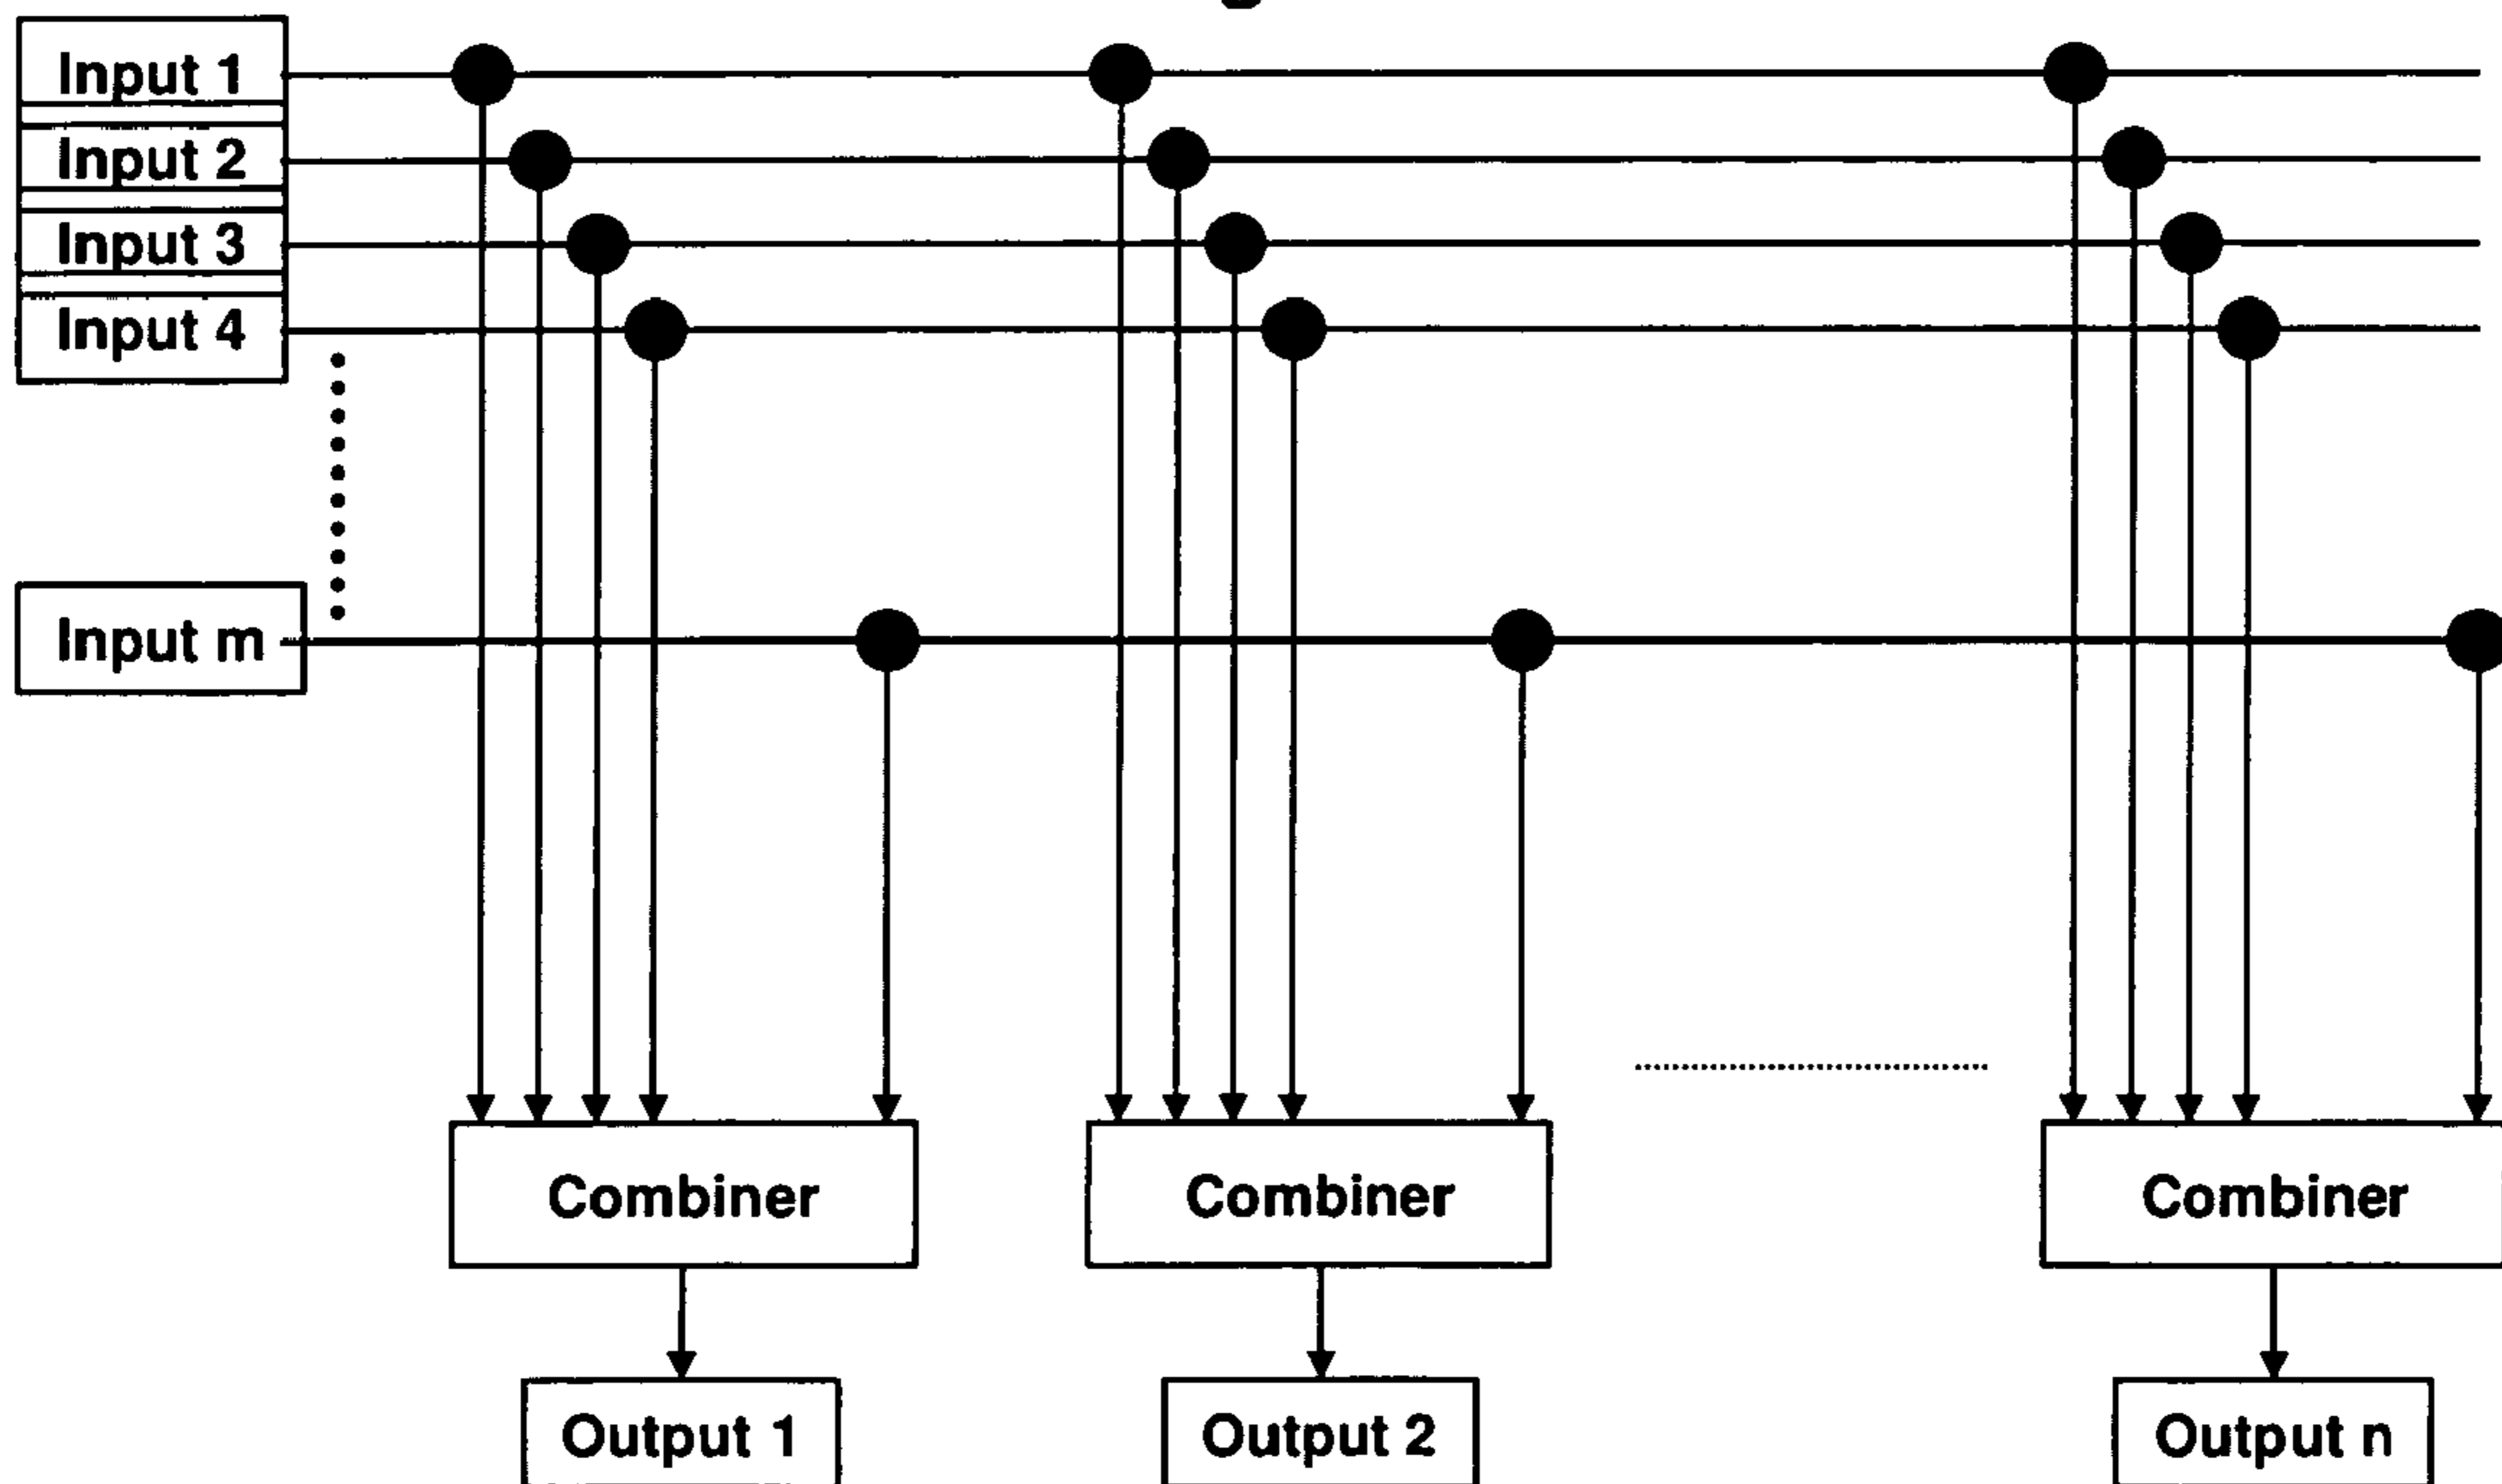 Input 1
Input 2
Input 3
Input 4
Input m
Combiner
Combiner
Combiner
Output 1
Output 2
Output n